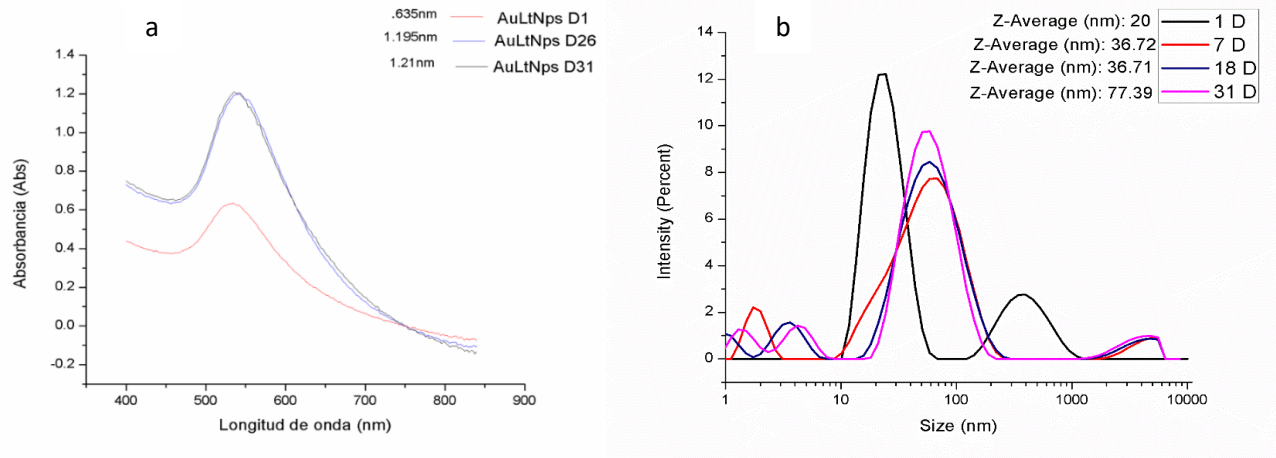 a
.635nm AuLtNps D1
1.195nm AuLtNps D26
1.21nm AuLtNps D31
1.4
1.2
1.0
0.8
0.6
0.4
0.2
0.0
-0.2
Absorbancia (Abs)
400 500 600 700 800 900
Longitud de onda (nm)
b
Z-Average (nm): 20 1 D
Z-Average (nm): 36.72 7 D
Z-Average (nm): 36.71 18 D
Z-Average (nm): 77.39 31 D
14
12
10
8
6
4
2
0
Intensity (Percent)
1 10 100 1000 10000
Size (nm)